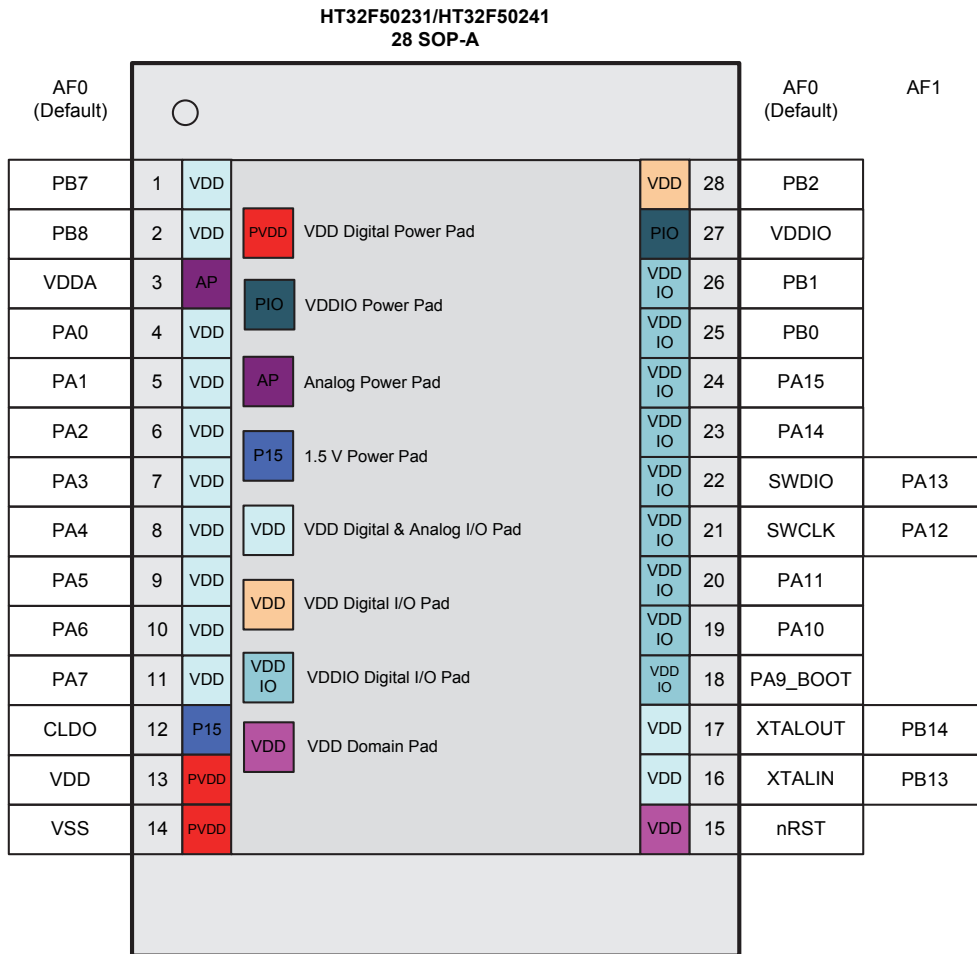 HT32F50231/HT32F50241
28 SOP-A
AF0
(Default)
AF0
(Default)
AF1
PB7 1 VDD
VDD 28 PB2
PB8 2 VDD
PVDD VDD Digital Power Pad
PIO 27 VDDIO
VDDA 3 AP
VDD
IO 26 PB1
PIO VDDIO Power Pad
PA0 4 VDD
VDD
IO 25 PB0
PA1 5 VDD
AP Analog Power Pad
VDD
IO 24 PA15
PA2 6 VDD
VDD
IO 23 PA14
P15 1.5 V Power Pad
PA3 7 VDD
VDD
IO 22 SWDIO PA13
PA4 8 VDD
VDD VDD Digital & Analog I/O Pad
VDD
IO 21 SWCLK PA12
PA5 9 VDD
VDD
IO 20 PA11
VDD VDD Digital I/O Pad
PA6 10 VDD
VDD
IO 19 PA10
PA7 11 VDD
VDD
IO VDDIO Digital I/O Pad
VDD
IO 18 PA9_BOOT
CLDO 12 P15
VDD VDD Domain Pad
VDD 17 XTALOUT PB14
VDD 13 PVDD
VDD 16 XTALIN PB13
VSS 14 PVDD
VDD 15 nRST